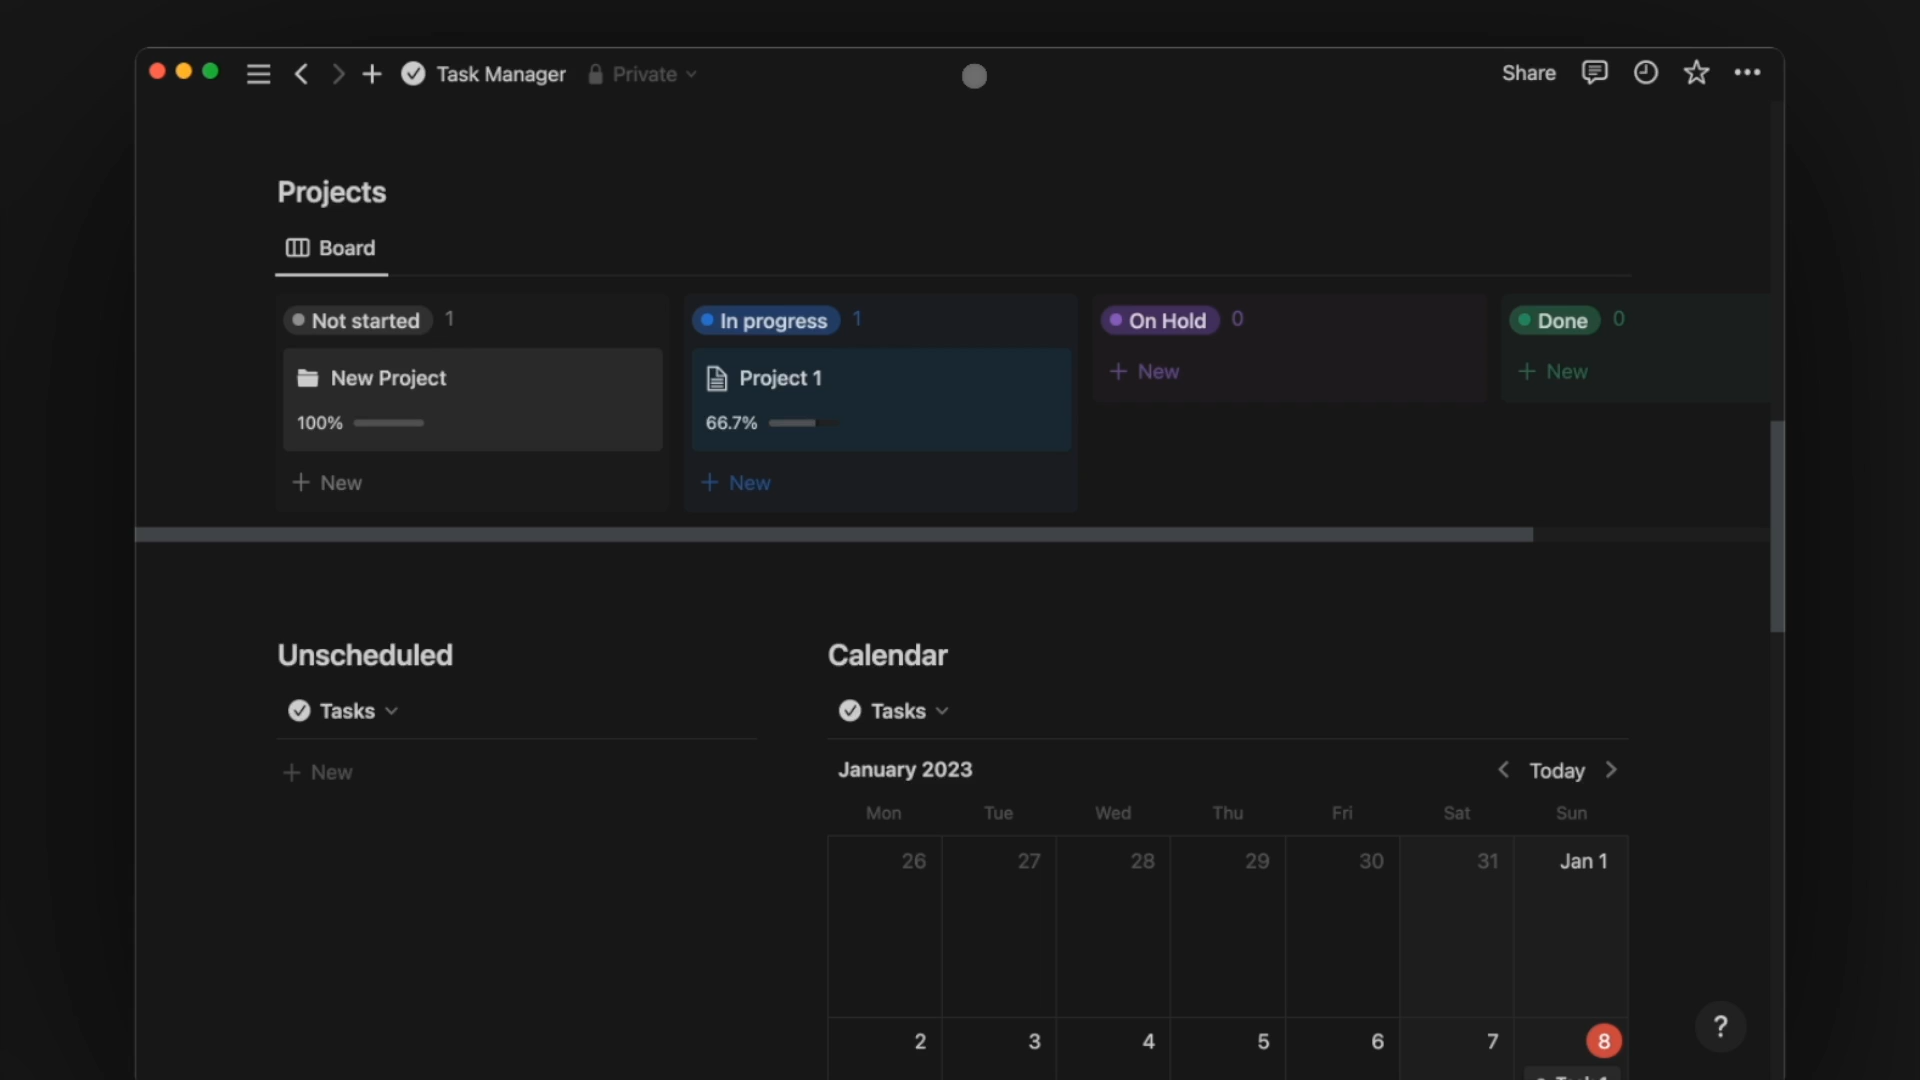 Task Manager Private Share
Projects
Board
Not started 1 In progress 1 On Hold 0 Done 0
New Project Project 1 + New + New
100% 66.7%
+ New + New
Unscheduled Calendar
Tasks Tasks
+ New January 2023 Today
Mon Tue Wed Thu Fri Sat Sun
26 27 28 29 30 31 Jan 1
2 3 4 5 6 7 8
?